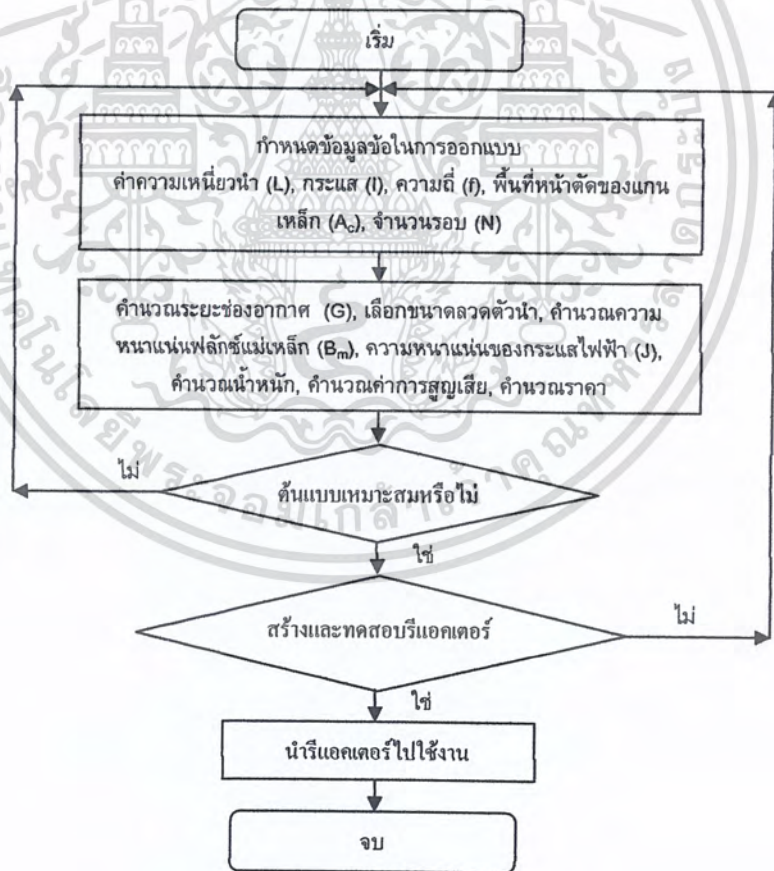 เริ่ม
กำหนดข้อมูลข้อในการออกแบบ
ค่าความเหนี่ยวนำ (L), กระแส (I), ความถี่ (f), พื้นที่หน้าตัดของแกน
เหล็ก (Ac), จำนวนรอบ (N)
คำนวณระยะช่องอากาศ (G), เลือกขนาดลวดตัวนำ, คำนวณความ
หนาแน่นฟลักซ์แม่เหล็ก (Bm), ความหนาแน่นของกระแสไฟฟ้า (J),
คำนวณน้ำหนัก, คำนวณค่าการสูญเสีย, คำนวณราคา
ไม่
ต้นแบบเหมาะสมหรือไม่
ใช่
สร้างและทดสอบรีแอคเตอร์
ไม่
ใช่
นำรีแอคเตอร์ไปใช้งาน
จบ